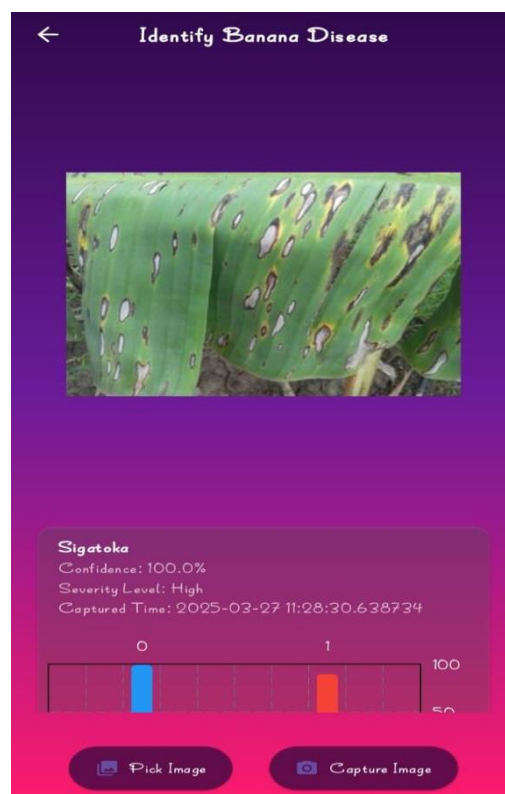 Identify Banana Disease
Sigatoka
Confidence: 100.0%
Severity Level: High
Captured Time: 2025-03-27 11:28:30.638734
0 1
100
50
Pick Image Capture Image